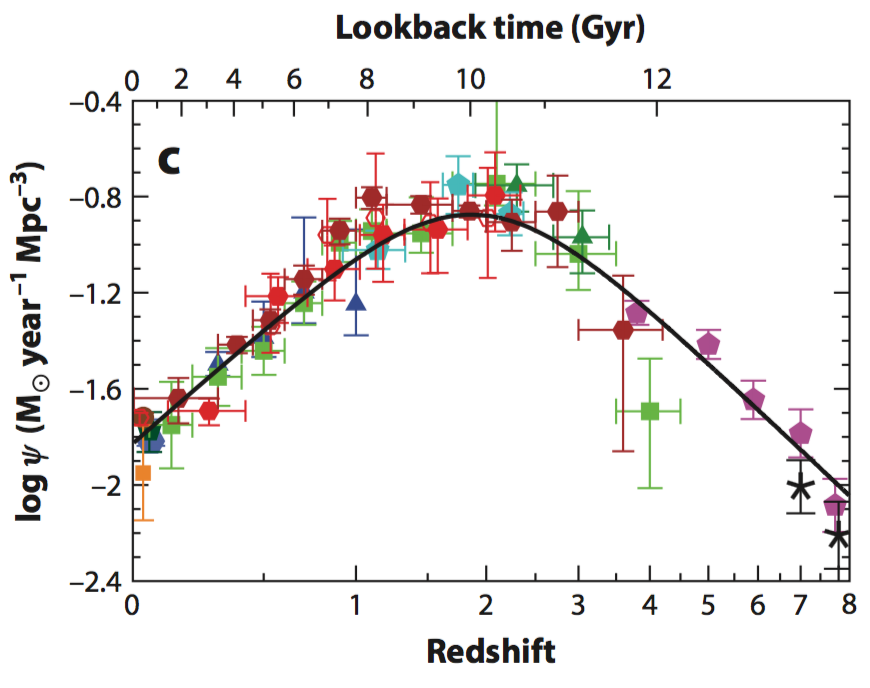 Lookback time (Gyr)
0 2 4 6 8 10 12
c
log ψ (M☉ year⁻¹ Mpc⁻³)
−0.4
−0.8
−1.2
−1.6
−2
−2.4
0 1 2 3 4 5 6 7 8
Redshift